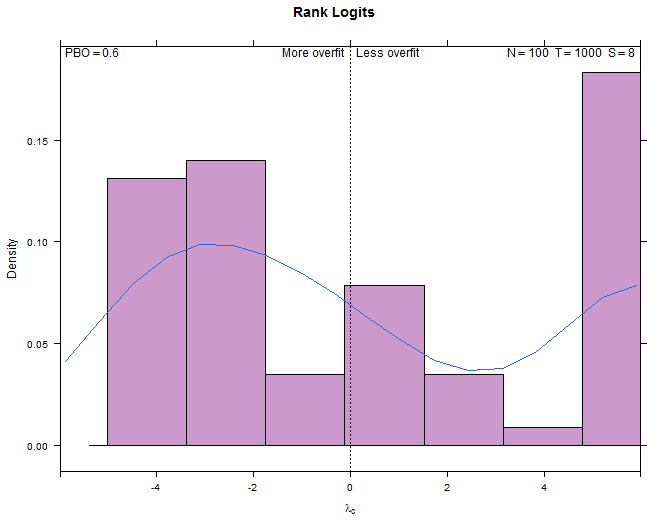 Rank Logits
PBO = 0.6 More overfit Less overfit N = 100 T = 1000 S = 8
0.15
0.10
0.05
0.00
Density
-4 -2 0 2 4
λc